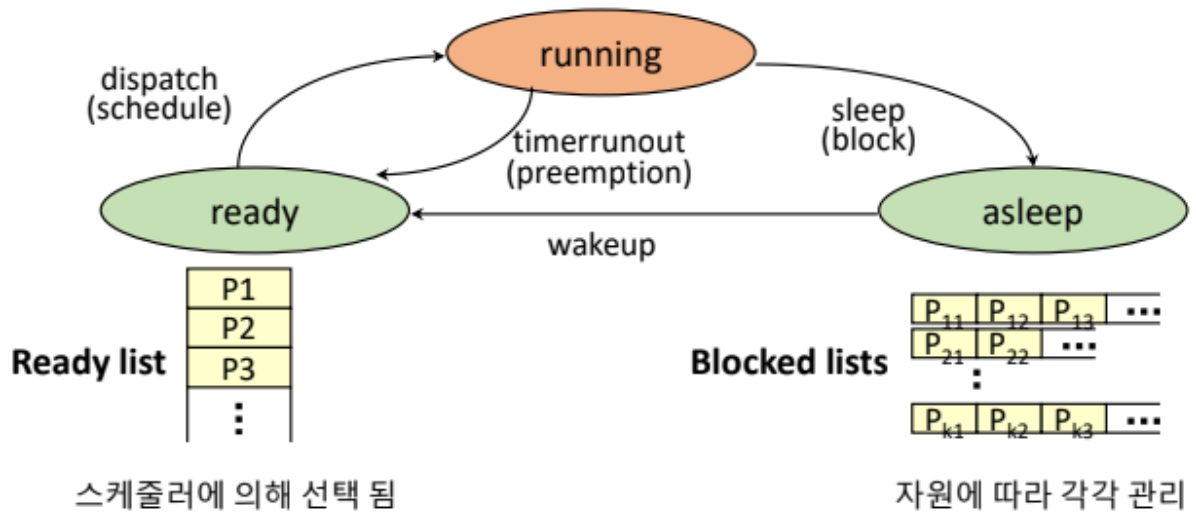 running
dispatch
(schedule)
timerrunout
(preemption)
sleep
(block)
ready
asleep
wakeup
Ready list
P1
P2
P3
⋮
Blocked lists
P11 P12 P13 ...
P21 P22 ...
:
Pk1 Pk2 Pk3 ...
스케줄러에 의해 선택 됨
자원에 따라 각각 관리